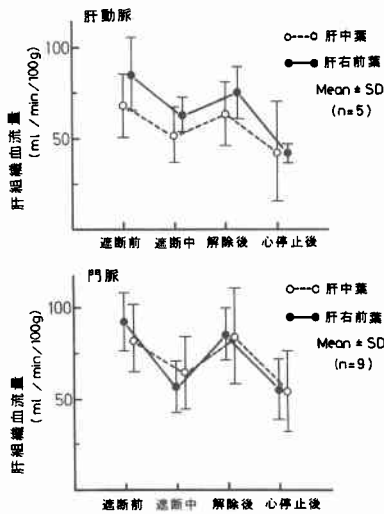 肝動脈
肝中葉
肝右前葉
Mean ± SD
(n=5)
肝組織血流量
(ml/min/100g)
100
50
遮断前 遮断中 解除後 心停止後
門脈
肝中葉
肝右前葉
Mean ± SD
(n=9)
肝組織血流量
(ml/min/100g)
100
50
遮断前 遮断中 解除後 心停止後